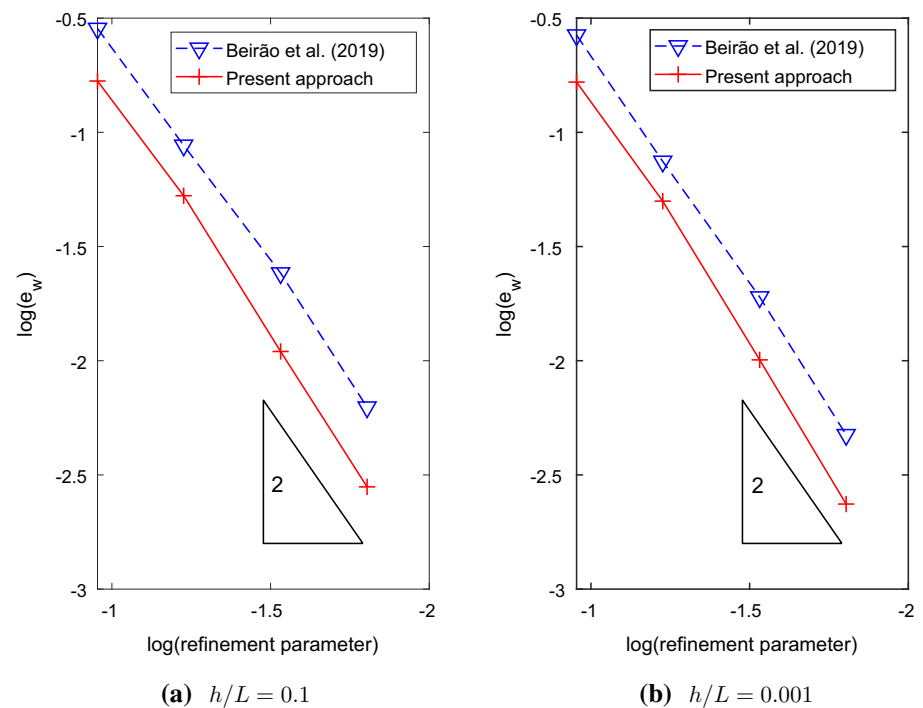 -0.5
-1
-1.5
-2
-2.5
-3
log(e_w)
Beirão et al. (2019)
Present approach
2
-1
-1.5
-2
log(refinement parameter)
(a) h/L = 0.1
-0.5
-1
-1.5
-2
-2.5
-3
log(e_w)
Beirão et al. (2019)
Present approach
2
-1
-1.5
-2
log(refinement parameter)
(b) h/L = 0.001